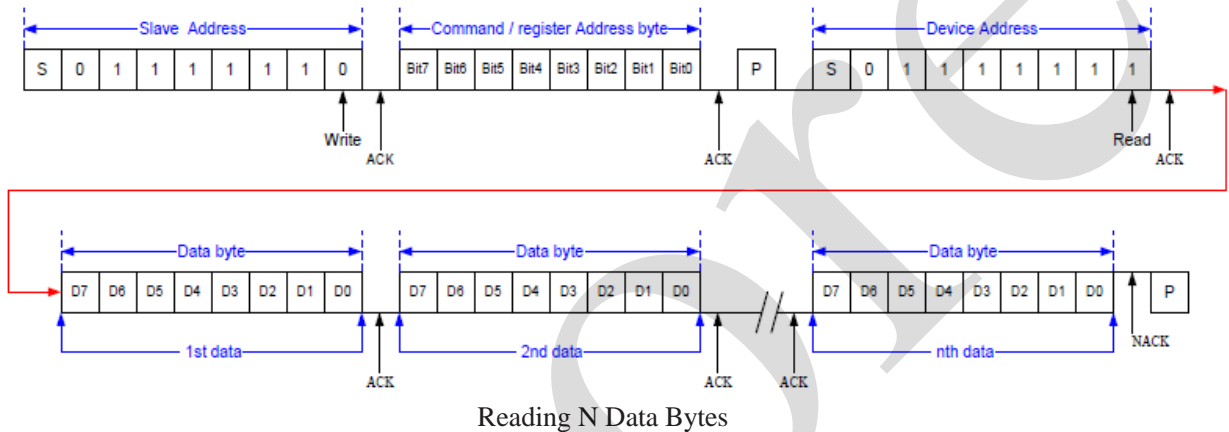 Slave Address Command / register Address byte Device Address
S 0 1 1 1 1 1 1 0 Bit7 Bit6 Bit5 Bit4 Bit3 Bit2 Bit1 Bit0 P S 0 1 1 1 1 1 1 1
Write ACK ACK Read ACK
Data byte Data byte Data byte
D7 D6 D5 D4 D3 D2 D1 D0 D7 D6 D5 D4 D3 D2 D1 D0 // D7 D6 D5 D4 D3 D2 D1 D0 P
1st data ACK 2nd data ACK ACK nth data NACK
Reading N Data Bytes